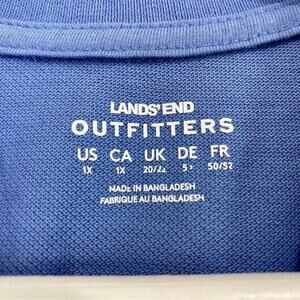 LANDS' END
OUTFITTERS
US CA UK DE FR
1X 1X 20/22 50/52
MADE IN BANGLADESH
FABRIQUE AU BANGLADESH